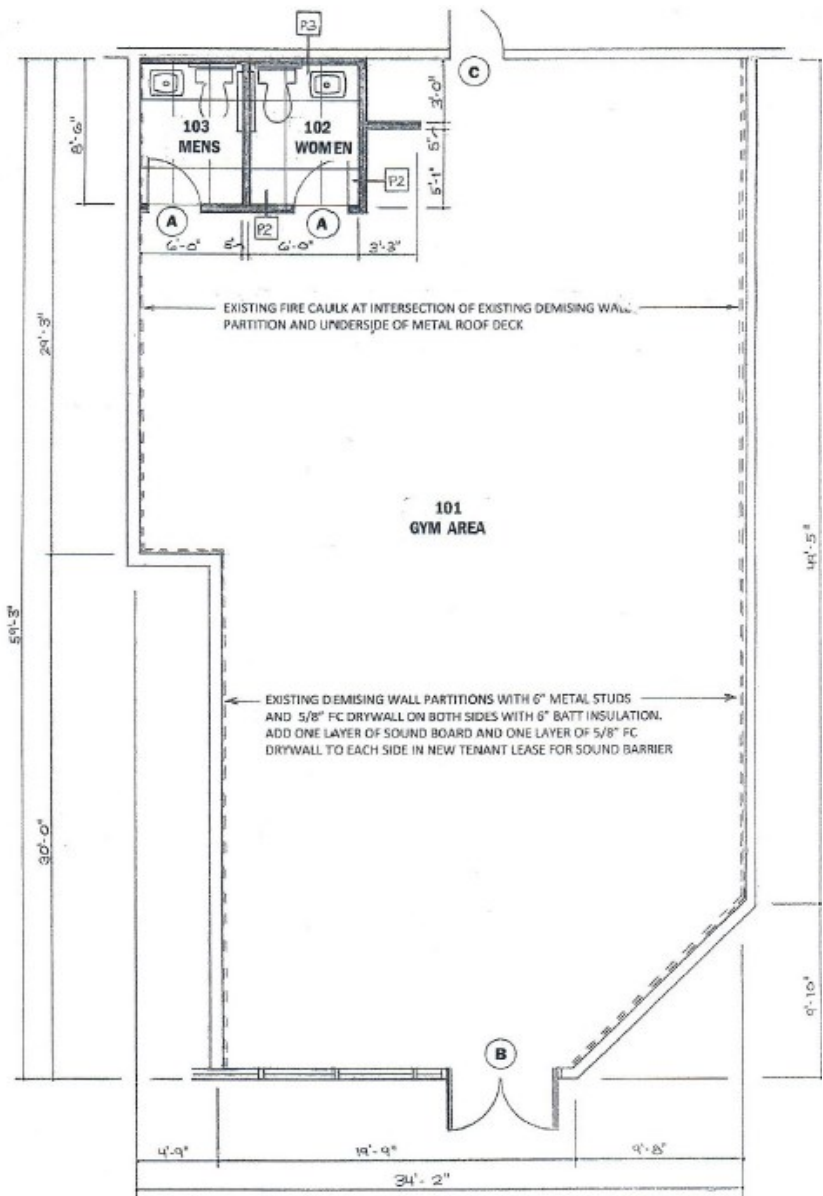 P3
C
3'-0"
5"
5'-1"
8'-6"
103
MENS
102
WOMEN
P2
A
A
P2
6'-0"
5"
6'-0"
3'-3"
EXISTING FIRE CAULK AT INTERSECTION OF EXISTING DEMISING WALL
PARTITION AND UNDERSIDE OF METAL ROOF DECK
29'-3"
101
GYM AREA
49'-5"
59'-3"
EXISTING DEMISING WALL PARTITIONS WITH 6" METAL STUDS
AND 5/8" FC DRYWALL ON BOTH SIDES WITH 6" BATT INSULATION.
ADD ONE LAYER OF SOUND BOARD AND ONE LAYER OF 5/8" FC
DRYWALL TO EACH SIDE IN NEW TENANT LEASE FOR SOUND BARRIER
30'-0"
9'-10"
B
4'-9"
19'-9"
9'-8"
34'-2"